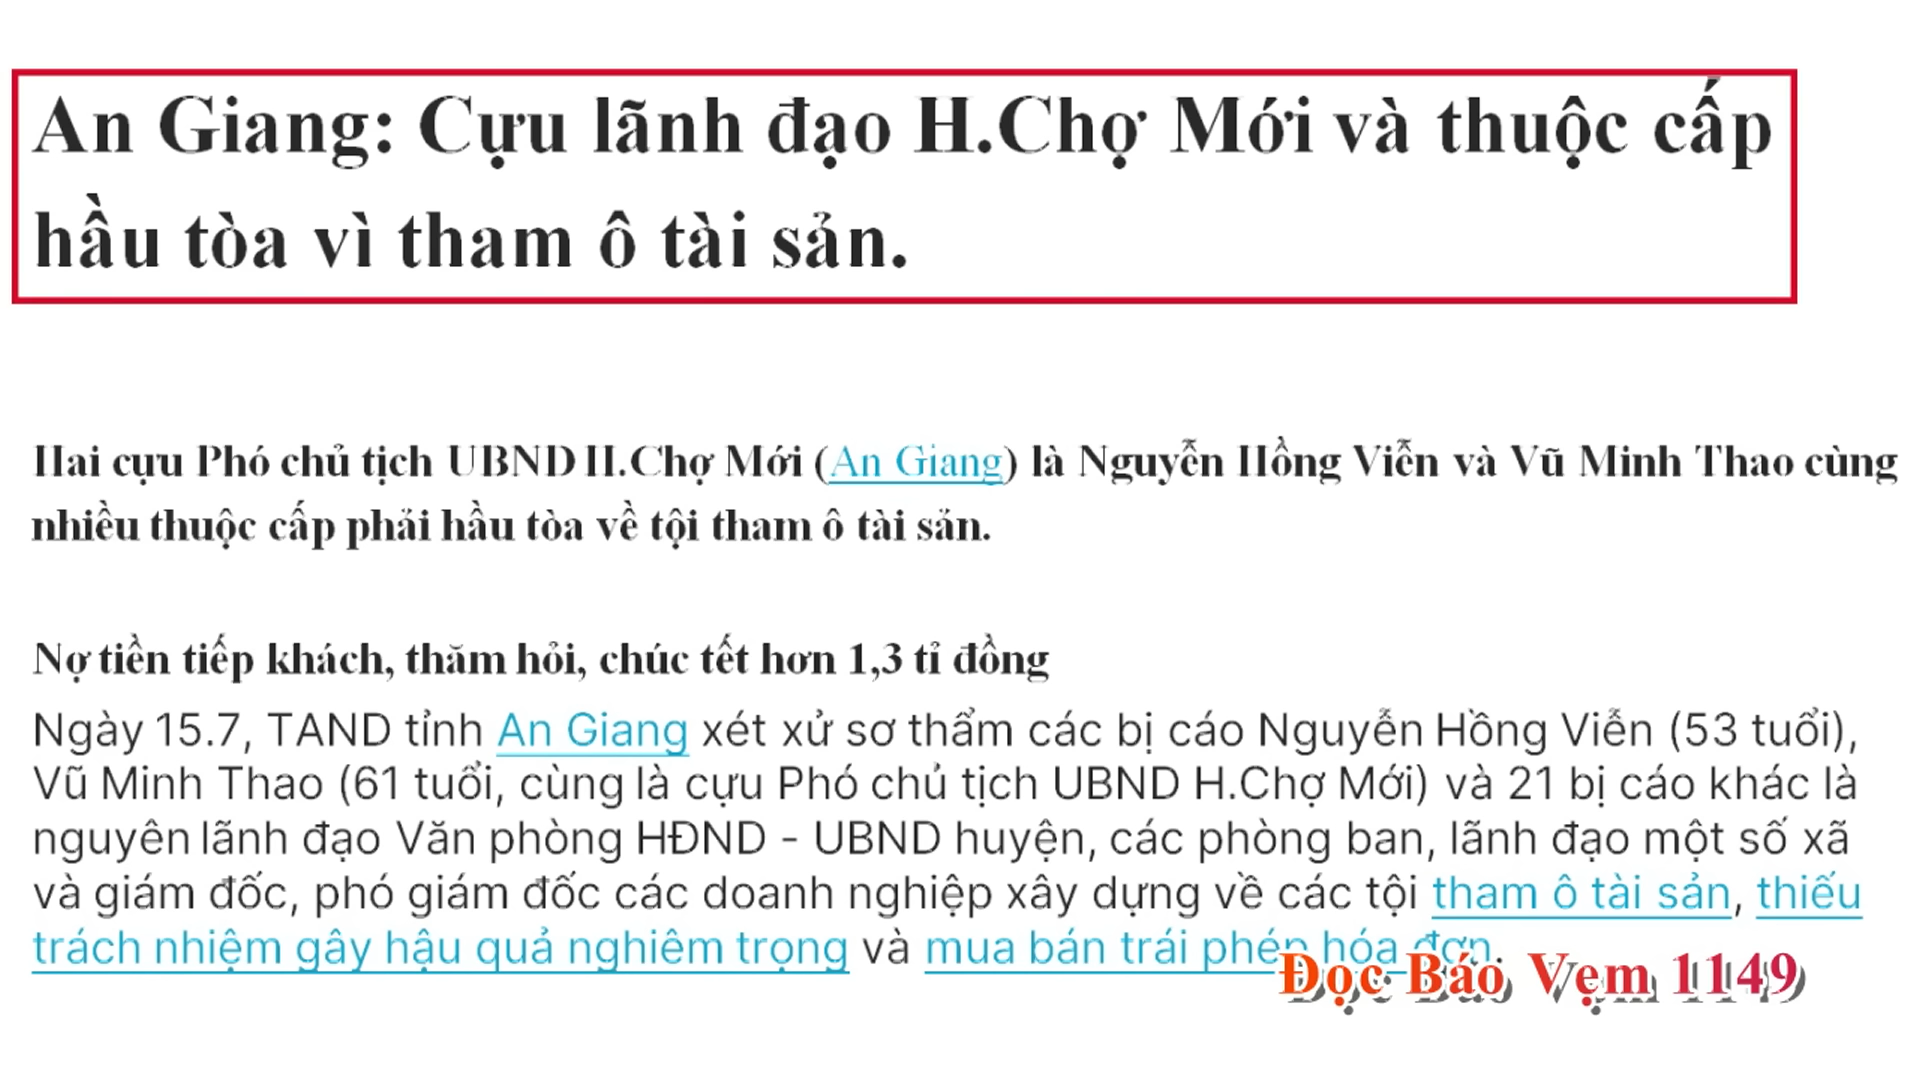 An Giang: Cựu lãnh đạo H.Chợ Mới và thuộc cấp
hầu tòa vì tham ô tài sản.
Hai cựu Phó chủ tịch UBND H.Chợ Mới (An Giang) là Nguyễn Hồng Viễn và Vũ Minh Thao cùng
nhiều thuộc cấp phải hầu tòa về tội tham ô tài sản.
Nợ tiền tiếp khách, thăm hỏi, chúc tết hơn 1,3 tỉ đồng
Ngày 15.7, TAND tỉnh An Giang xét xử sơ thẩm các bị cáo Nguyễn Hồng Viễn (53 tuổi),
Vũ Minh Thao (61 tuổi, cùng là cựu Phó chủ tịch UBND H.Chợ Mới) và 21 bị cáo khác là
nguyên lãnh đạo Văn phòng HĐND - UBND huyện, các phòng ban, lãnh đạo một số xã
và giám đốc, phó giám đốc các doanh nghiệp xây dựng về các tội tham ô tài sản, thiếu
trách nhiệm gây hậu quả nghiêm trọng và mua bán trái phép hóa đơn.
Đọc Báo Vẹm 1149